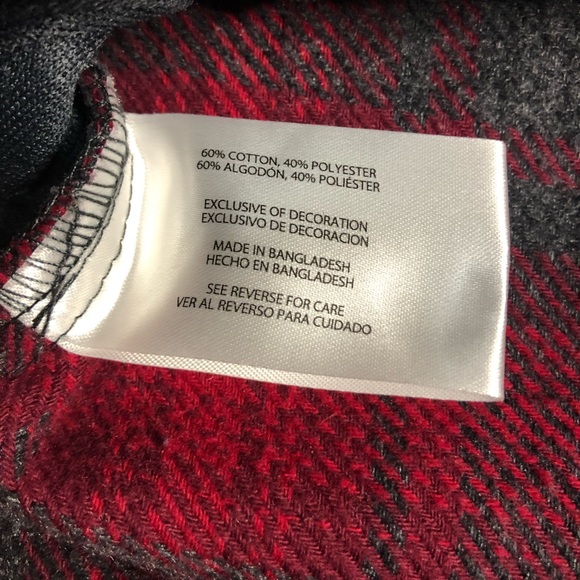 60% COTTON, 40% POLYESTER
60% ALGODÓN, 40% POLIÉSTER
EXCLUSIVE OF DECORATION
EXCLUSIVO DE DECORACION
MADE IN BANGLADESH
HECHO EN BANGLADESH
SEE REVERSE FOR CARE
VER AL REVERSO PARA CUIDADO